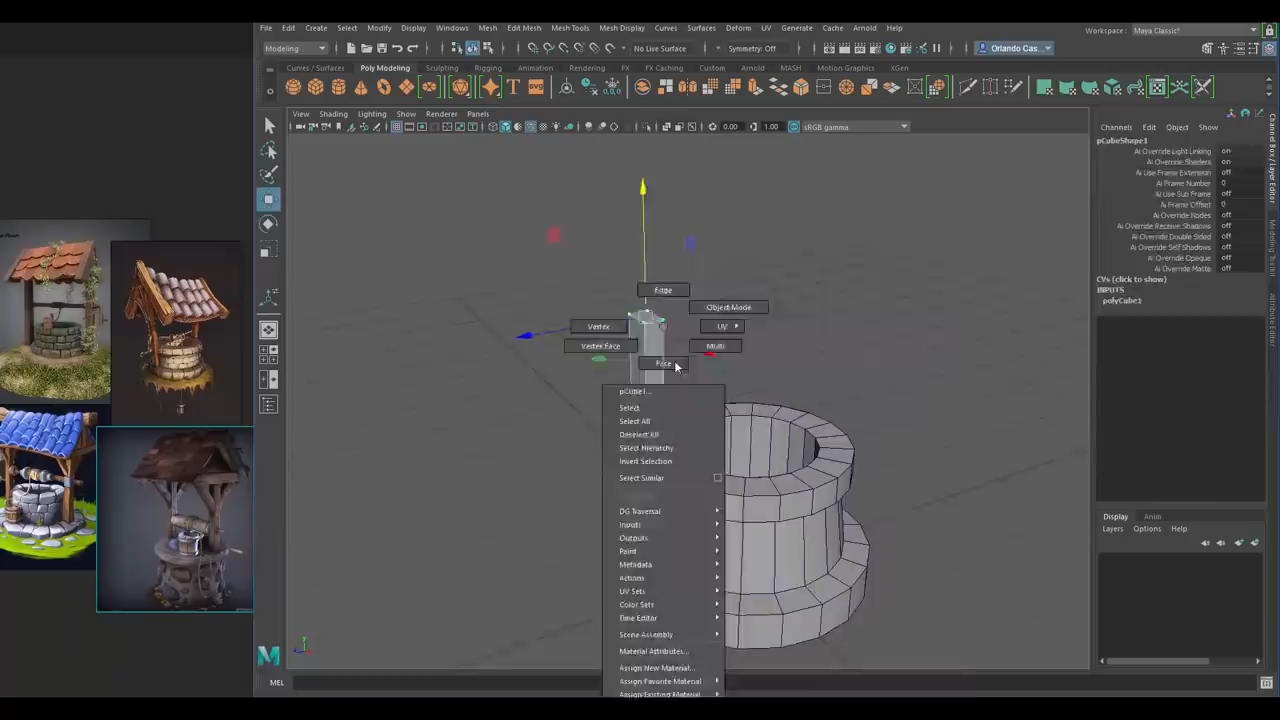 File Edit Create Select Modify Display Windows Mesh Edit Mesh Mesh Tools Mesh Display Curves Surfaces Deform UV Generate Cache Arnold Help
Workspace: Maya Classic*
Modeling
No Live Surface
Symmetry: Off
Orlando Cas...
Curves / Surfaces Poly Modeling Sculpting Rigging Animation Rendering FX FX Caching Custom Arnold MASH Motion Graphics XGen
View Shading Lighting Show Renderer Panels
0.00 1.00 sRGB gamma
Channels Edit Object Show
pCubeShape1
Ai Override Light Linking on
Ai Override Shaders on
Ai Use Frame Extension off
Ai Frame Number 0
Ai Use Sub Frame off
Ai Frame Offset 0
Ai Override Nodes off
Ai Override Receive Shadows off
Ai Override Double Sided off
Ai Override Self Shadows off
Ai Override Opaque off
Ai Override Matte off
CVs (click to show)
INPUTS
polyCube1
Channel Box / Layer Editor
Modeling Toolkit
Attribute Editor
Edge
Object Mode
Vertex
UV
Vertex Face
Multi
Face
pCube1...
Select
Select All
Deselect All
Select Hierarchy
Invert Selection
Select Similar
DG Traversal
Inputs
Outputs
Paint
Metadata
Actions
UV Sets
Color Sets
Time Editor
Scene Assembly
Material Attributes...
Assign New Material...
Assign Favorite Material
Assign Existing Material
Display Anim
Layers Options Help
MEL